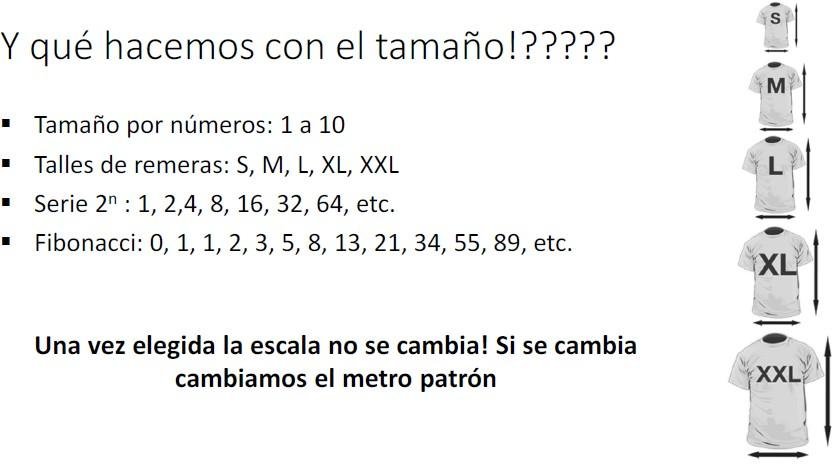 Y qué hacemos con el tamaño!?????
▪ Tamaño por números: 1 a 10
▪ Talles de remeras: S, M, L, XL, XXL
▪ Serie 2ⁿ : 1, 2,4, 8, 16, 32, 64, etc.
▪ Fibonacci: 0, 1, 1, 2, 3, 5, 8, 13, 21, 34, 55, 89, etc.
Una vez elegida la escala no se cambia! Si se cambia
cambiamos el metro patrón
S
M
L
XL
XXL